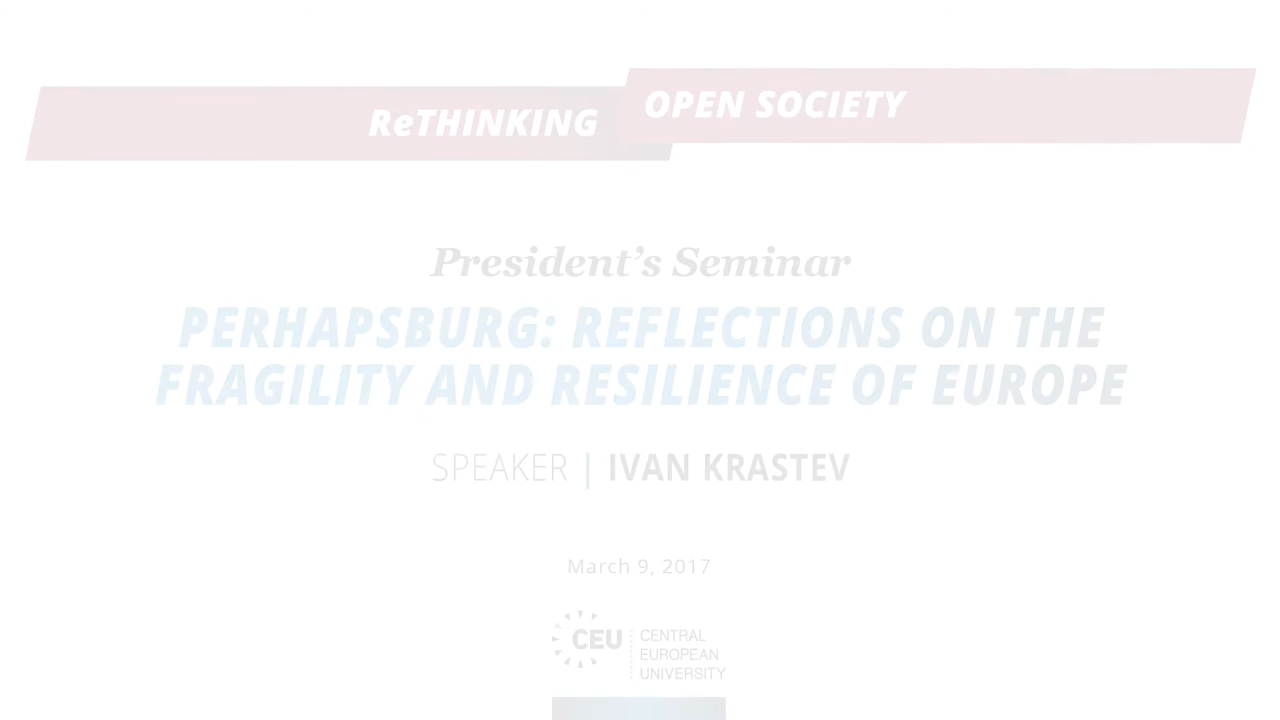 ReTHINKING OPEN SOCIETY
President's Seminar
PERHAPSBURG: REFLECTIONS ON THE
FRAGILITY AND RESILIENCE OF EUROPE
SPEAKER | IVAN KRASTEV
March 9, 2017
CEU
CENTRAL
EUROPEAN
UNIVERSITY